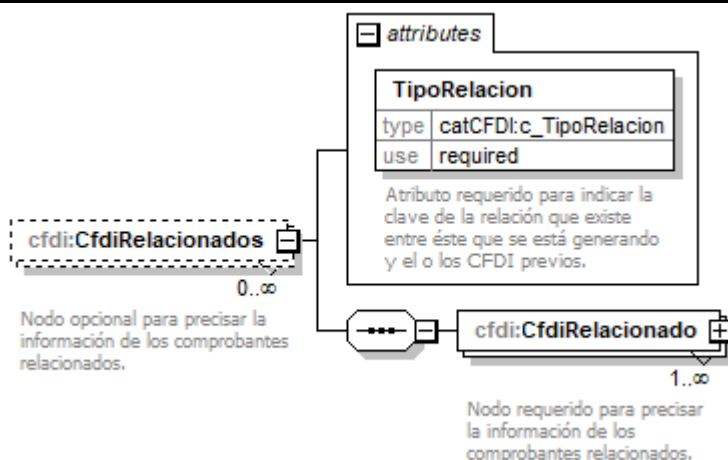 attributes
TipoRelacion
type catCFDI:c_TipoRelacion
use required
Atributo requerido para indicar la
clave de la relación que existe
entre éste que se está generando
y el o los CFDI previos.
cfdi:CfdiRelacionados
0..∞
Nodo opcional para precisar la
información de los comprobantes
relacionados.
cfdi:CfdiRelacionado
1..∞
Nodo requerido para precisar
la información de los
comprobantes relacionados.